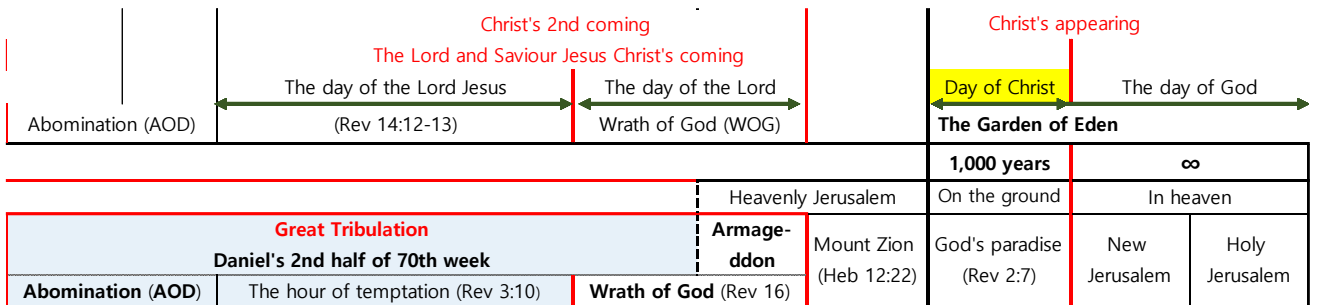 Christ's 2nd coming
Christ's appearing
The Lord and Saviour Jesus Christ's coming
The day of the Lord Jesus
The day of the Lord
Day of Christ
The day of God
Abomination (AOD)
(Rev 14:12-13)
Wrath of God (WOG)
The Garden of Eden
1,000 years
∞
Heavenly Jerusalem
On the ground
In heaven
Great Tribulation
Daniel's 2nd half of 70th week
Armage-
ddon
Mount Zion
(Heb 12:22)
God's paradise
(Rev 2:7)
New
Jerusalem
Holy
Jerusalem
Abomination (AOD)
The hour of temptation (Rev 3:10)
Wrath of God (Rev 16)